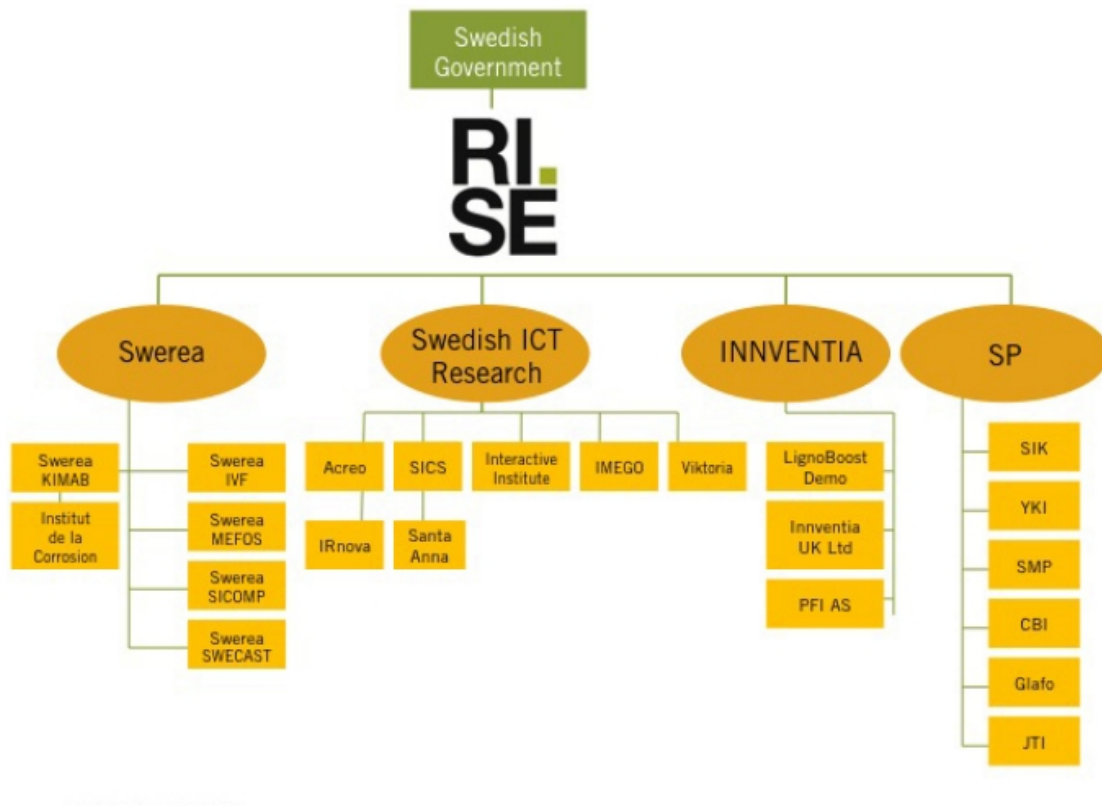 Swedish
Government
RI.
SE
Swerea
Swedish ICT
Research
INNVENTIA
SP
Swerea
KIMAB
Institut
de la
Corrosion
Swerea
IVF
Swerea
MEFOS
Swerea
SICOMP
Swerea
SWECAST
Acreo
SICS
Interactive
Institute
IMEGO
Viktoria
IRnova
Santa
Anna
LignoBoost
Demo
Innventia
UK Ltd
PFI AS
SIK
YKI
SMP
CBI
Glafo
JTI